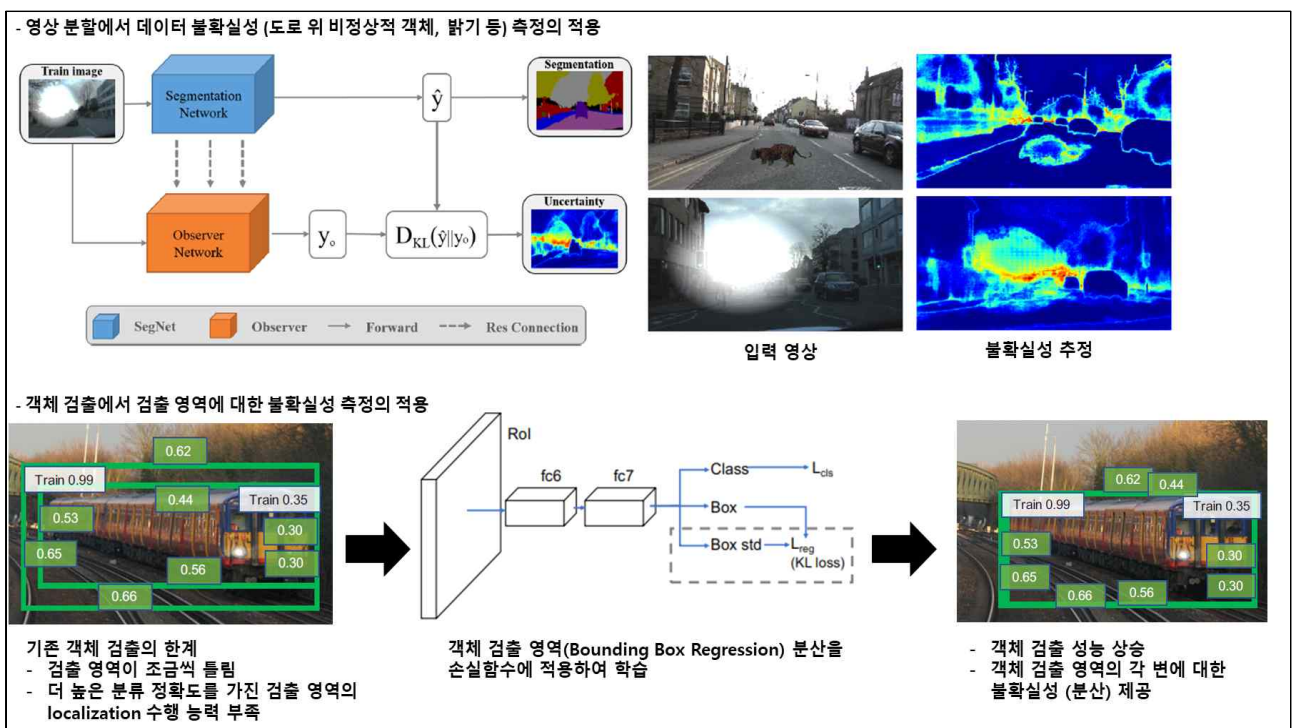 - 영상 분할에서 데이터 불확실성 (도로 위 비정상적 객체, 밝기 등) 측정의 적용
Train image
Segmentation
Network
ŷ
Segmentation
Observer
Network
yₒ
D_KL(ŷ||yₒ)
Uncertainty
SegNet
Observer
Forward
Res Connection
입력 영상
불확실성 추정
- 객체 검출에서 검출 영역에 대한 불확실성 측정의 적용
0.62
Train 0.99
0.44
Train 0.35
0.53
0.30
0.65
0.30
0.56
0.66
RoI
fc6
fc7
Class
L_cls
Box
Box std
L_reg
(KL loss)
0.62
0.44
Train 0.99
Train 0.35
0.53
0.30
0.65
0.30
0.66
0.56
기존 객체 검출의 한계
- 검출 영역이 조금씩 틀림
- 더 높은 분류 정확도를 가진 검출 영역의
localization 수행 능력 부족
객체 검출 영역(Bounding Box Regression) 분산을
손실함수에 적용하여 학습
- 객체 검출 성능 상승
- 객체 검출 영역의 각 변에 대한
불확실성 (분산) 제공